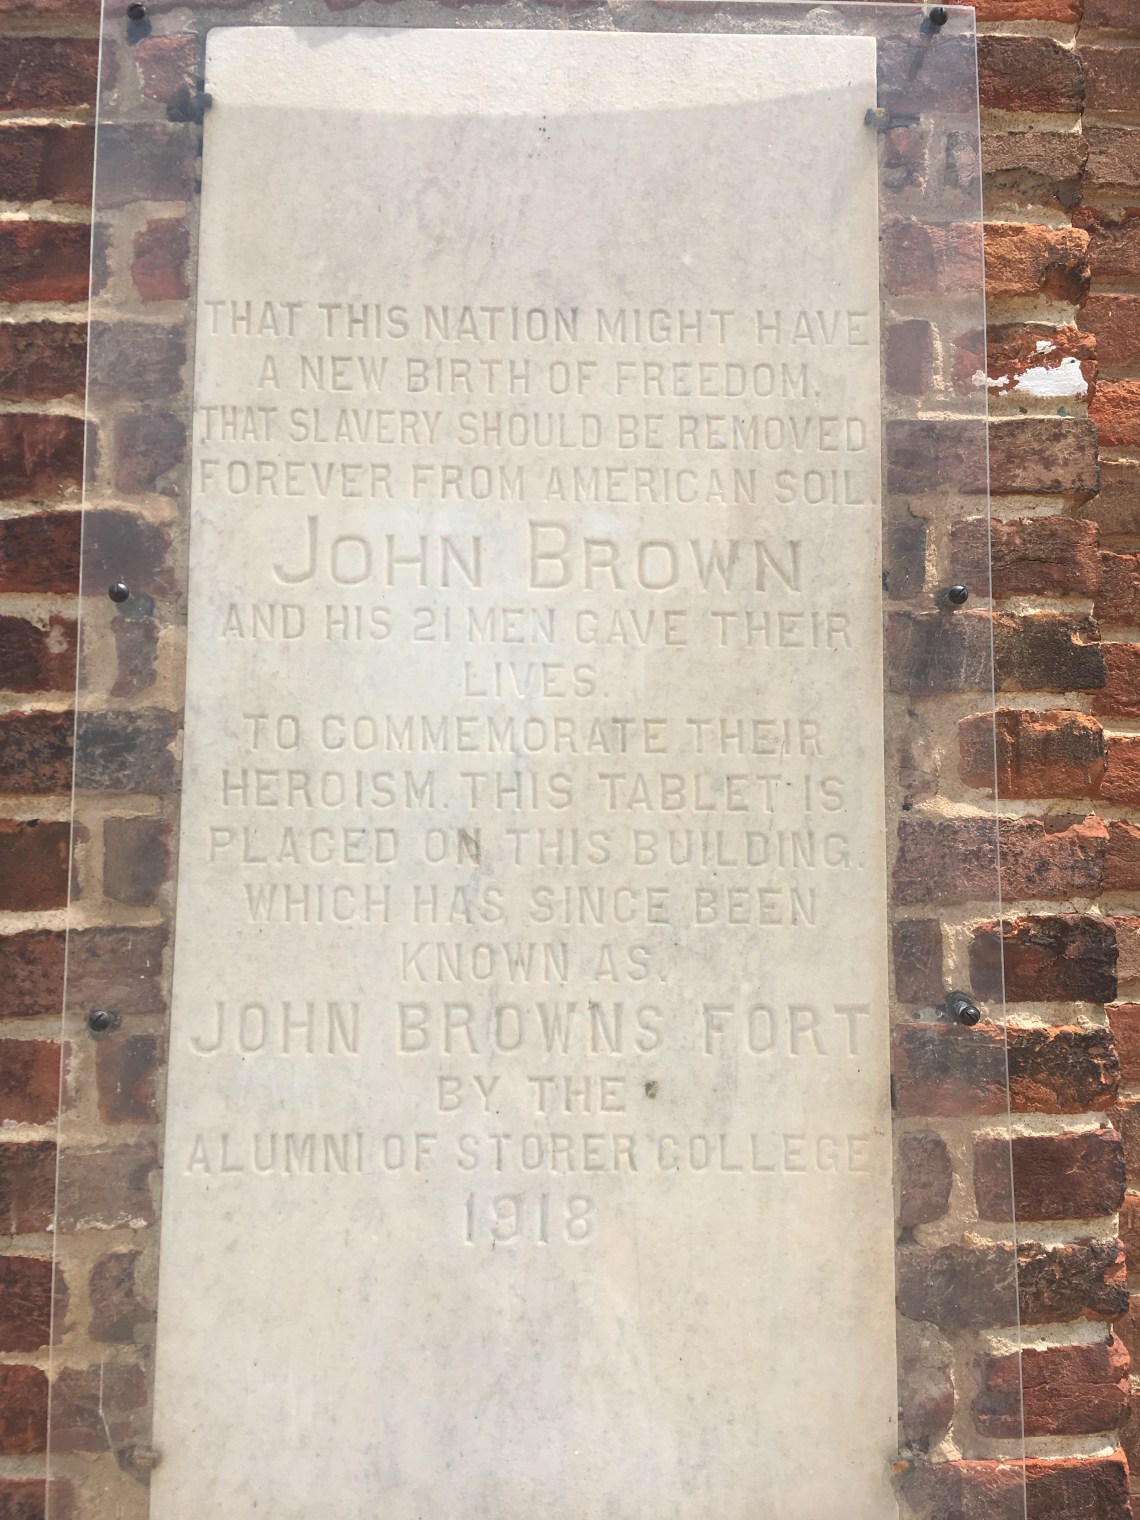 THAT THIS NATION MIGHT HAVE
A NEW BIRTH OF FREEDOM.
THAT SLAVERY SHOULD BE REMOVED
FOREVER FROM AMERICAN SOIL.
JOHN BROWN
AND HIS 21 MEN GAVE THEIR
LIVES.
TO COMMEMORATE THEIR
HEROISM. THIS TABLET IS
PLACED ON THIS BUILDING.
WHICH HAS SINCE BEEN
KNOWN AS.
JOHN BROWNS FORT
BY THE
ALUMNI OF STORER COLLEGE
1918